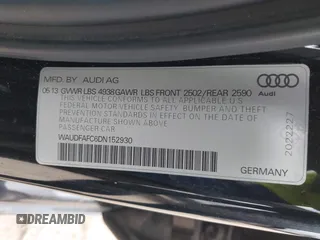 MFD. BY: AUDI AG
06.13 GVWR LBS 4938 GAWR LBS FRONT 2502/REAR 2590
THIS VEHICLE CONFORMS TO ALL APPLICABLE U.S.
FEDERAL MOTOR VEHICLE SAFETY, BUMPER AND THEFT
PREVENTION STANDARDS IN EFFECT ON THE DATE OF
MANUFACTURE SHOWN ABOVE.
PASSENGER CAR
WAUDFAFC6DN152930
Audi
2022227
GERMANY
DREAMBID